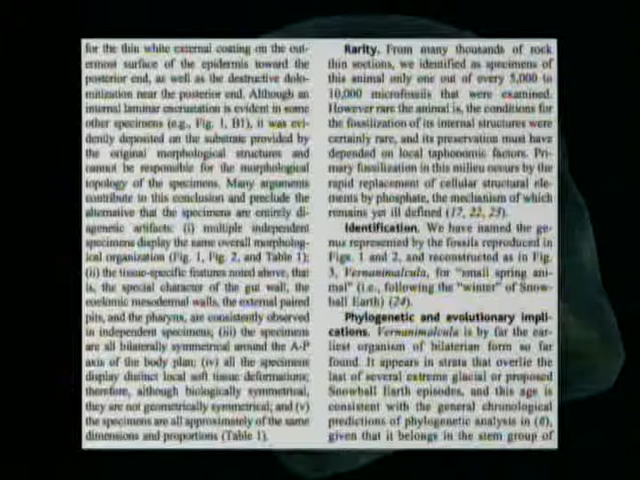 for the thin white external coating on the out-
ermost surface of the epidermis toward the
posterior end, as well as the destructive dolo-
mitization near the posterior end. Although an
internal laminar encrustation is evident in some
other specimens (e.g., Fig. 1, B1), it was evi-
dently deposited on the substrate provided by
the original morphological structures and
cannot be responsible for the morphological
topology of the specimens. Many arguments
contribute to this conclusion and preclude the
alternative that the specimens are entirely di-
agenetic artifacts: (i) multiple independent
specimens display the same overall morpholog-
ical organization (Fig. 1, Fig. 2, and Table 1);
(ii) the tissue-specific features noted above, that
is, the special character of the gut wall, the
coelomic mesodermal walls, the external paired
pits, and the pharynx, are consistently observed
in independent specimens; (iii) the specimens
are all bilaterally symmetrical around the A-P
axis of the body plan; (iv) all the specimens
display distinct local soft tissue deformations;
therefore, although biologically symmetrical,
they are not geometrically symmetrical; and (v)
the specimens are all approximately of the same
dimensions and proportions (Table 1).
Rarity. From many thousands of rock
thin sections, we identified as specimens of
this animal only one out of every 5,000 to
10,000 microfossils that were examined.
However rare the animal is, the conditions for
the fossilization of its internal structures were
certainly rare, and its preservation must have
depended on local taphonomic factors. Pri-
mary fossilization in this milieu occurs by the
rapid replacement of cellular structural ele-
ments by phosphate, the mechanism of which
remains yet ill defined (17, 22, 23).
Identification. We have named the ge-
nus represented by the fossils reproduced in
Figs. 1 and 2, and reconstructed as in Fig.
3, Vernanimalcula, for "small spring ani-
mal" (i.e., following the "winter" of Snow-
ball Earth) (24).
Phylogenetic and evolutionary impli-
cations. Vernanimalcula is by far the ear-
liest organism of bilaterian form so far
found. It appears in strata that overlie the
last of several extreme glacial or proposed
Snowball Earth episodes, and this age is
consistent with the general chronological
predictions of phylogenetic analysis in (6),
given that it belongs in the stem group of